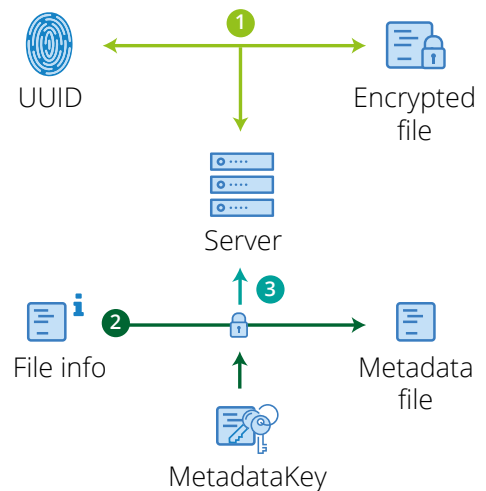 1
UUID
Encrypted
file
Server
3
2
File info
Metadata
file
MetadataKey